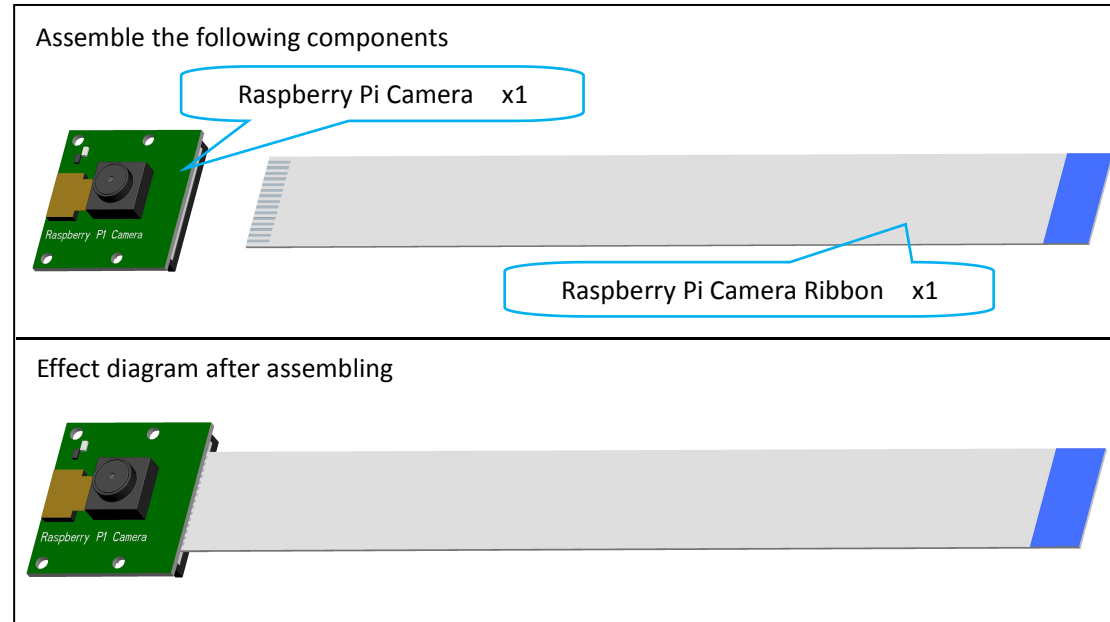 Assemble the following components
Raspberry Pi Camera x1
Raspberry PI Camera
Raspberry Pi Camera Ribbon x1
Effect diagram after assembling
Raspberry PI Camera